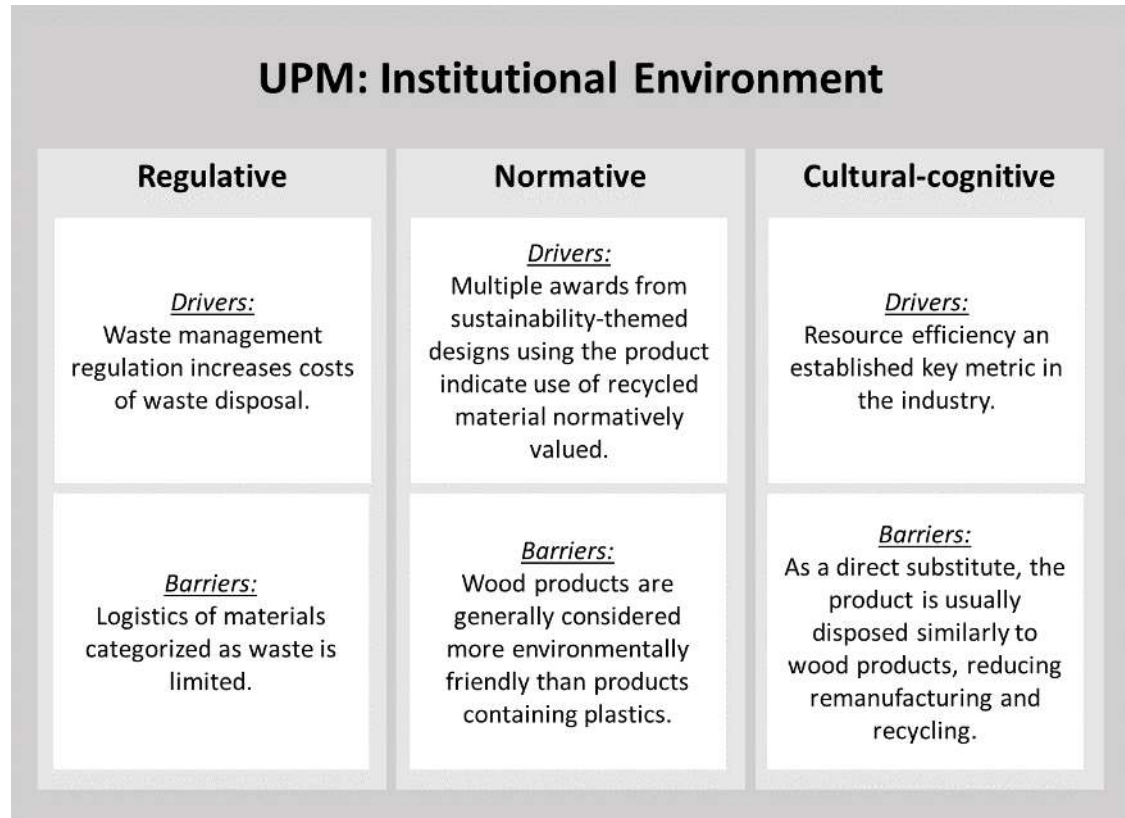 UPM: Institutional Environment
Regulative
Drivers:
Waste management
regulation increases costs
of waste disposal.
Barriers:
Logistics of materials
categorized as waste is
limited.
Normative
Drivers:
Multiple awards from
sustainability-themed
designs using the product
indicate use of recycled
material normatively
valued.
Barriers:
Wood products are
generally considered
more environmentally
friendly than products
containing plastics.
Cultural-cognitive
Drivers:
Resource efficiency an
established key metric in
the industry.
Barriers:
As a direct substitute, the
product is usually
disposed similarly to
wood products, reducing
remanufacturing and
recycling.